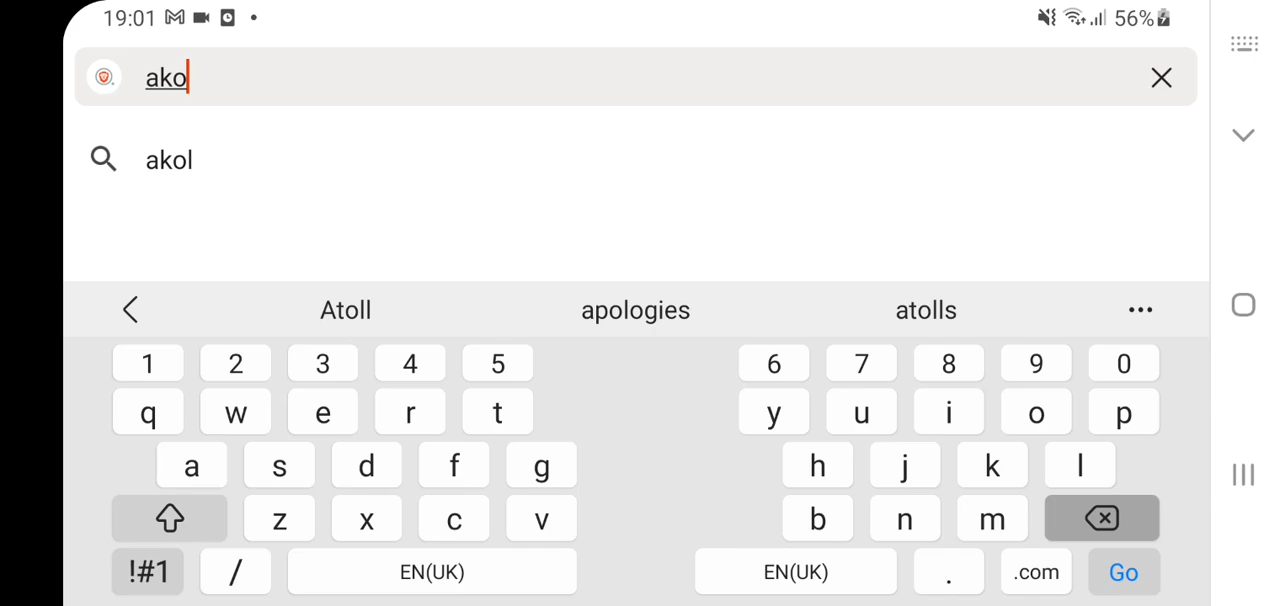 19:01 56%
ako
akol
Atoll apologies atolls
1 2 3 4 5 6 7 8 9 0
q w e r t y u i o p
a s d f g h j k l
z x c v b n m
!#1 / EN(UK) EN(UK) . .com Go